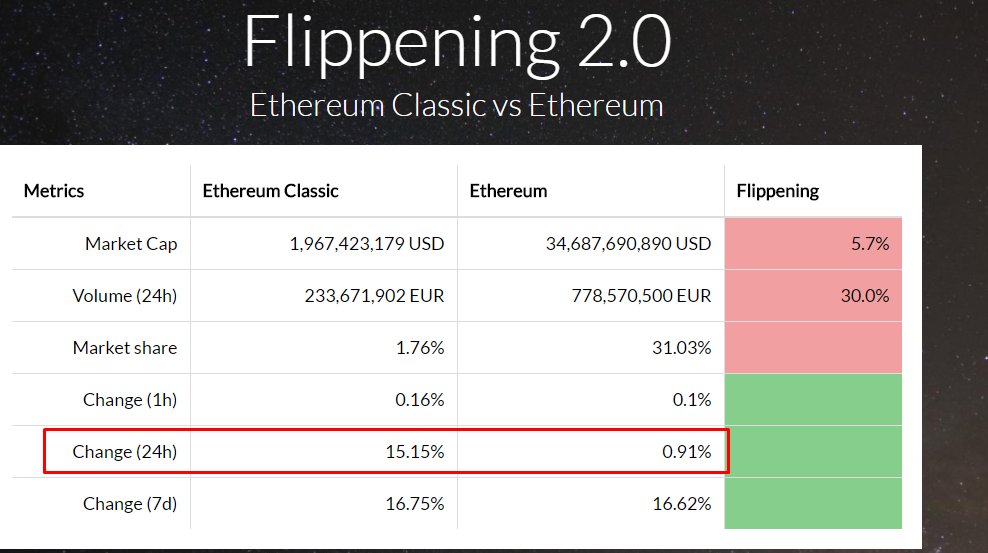 Flippening 2.0
Ethereum Classic vs Ethereum
Metrics Ethereum Classic Ethereum Flippening
Market Cap 1,967,423,179 USD 34,687,690,890 USD 5.7%
Volume (24h) 233,671,902 EUR 778,570,500 EUR 30.0%
Market share 1.76% 31.03%
Change (1h) 0.16% 0.1%
Change (24h) 15.15% 0.91%
Change (7d) 16.75% 16.62%